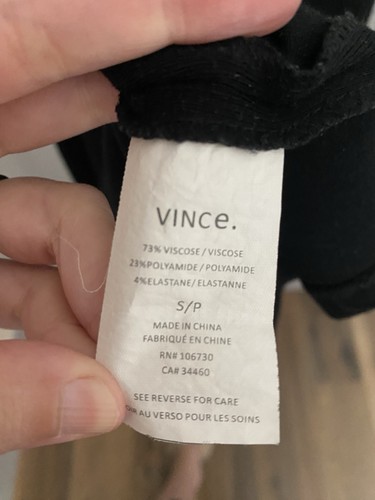 VINCe.
73% VISCOSE / VISCOSE
23%POLYAMIDE / POLYAMIDE
4%ELASTANE/ ELASTANNE
S/P
MADE IN CHINA
FABRIQUÉ EN CHINE
RN# 106730
CA# 34460
SEE REVERSE FOR CARE
AU VERSO POUR LES SOINS